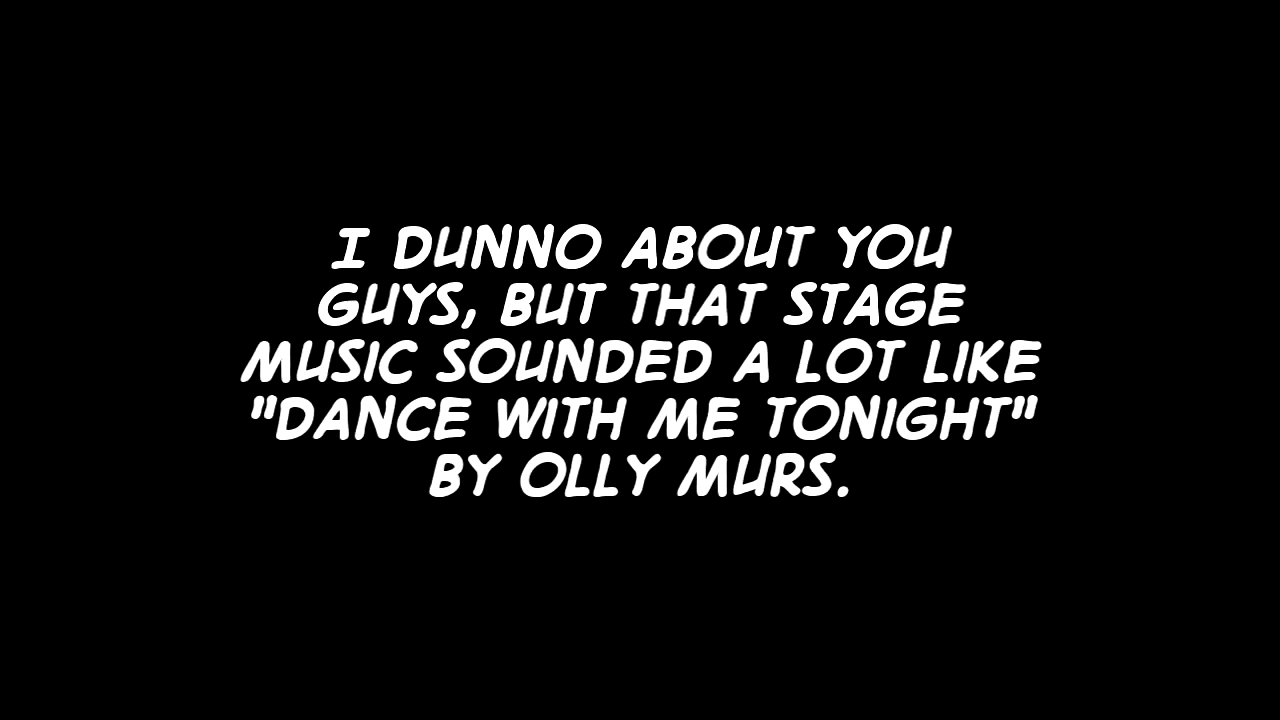 I DUNNO ABOUT YOU
GUYS, BUT THAT STAGE
MUSIC SOUNDED A LOT LIKE
"DANCE WITH ME TONIGHT"
BY OLLY MURS.